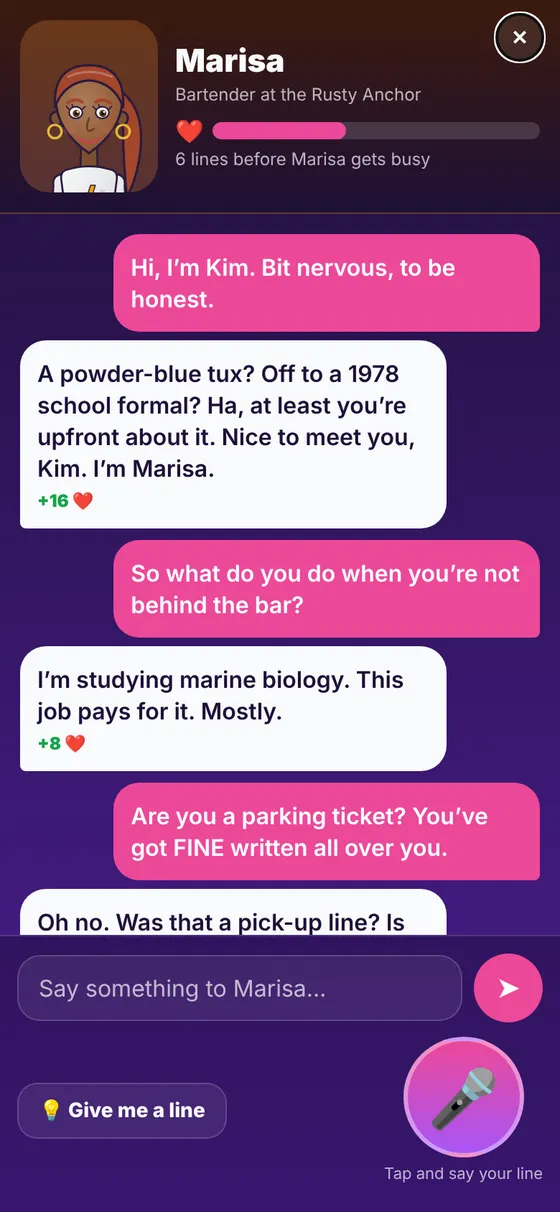 Marisa
Bartender at the Rusty Anchor
6 lines before Marisa gets busy
Hi, I’m Kim. Bit nervous, to be
honest.
A powder-blue tux? Off to a 1978
school formal? Ha, at least you’re
upfront about it. Nice to meet you,
Kim. I’m Marisa.
+16
So what do you do when you’re not
behind the bar?
I’m studying marine biology. This
job pays for it. Mostly.
+8
Are you a parking ticket? You’ve
got FINE written all over you.
Oh no. Was that a pick-up line? Is
Say something to Marisa...
Give me a line
Tap and say your line